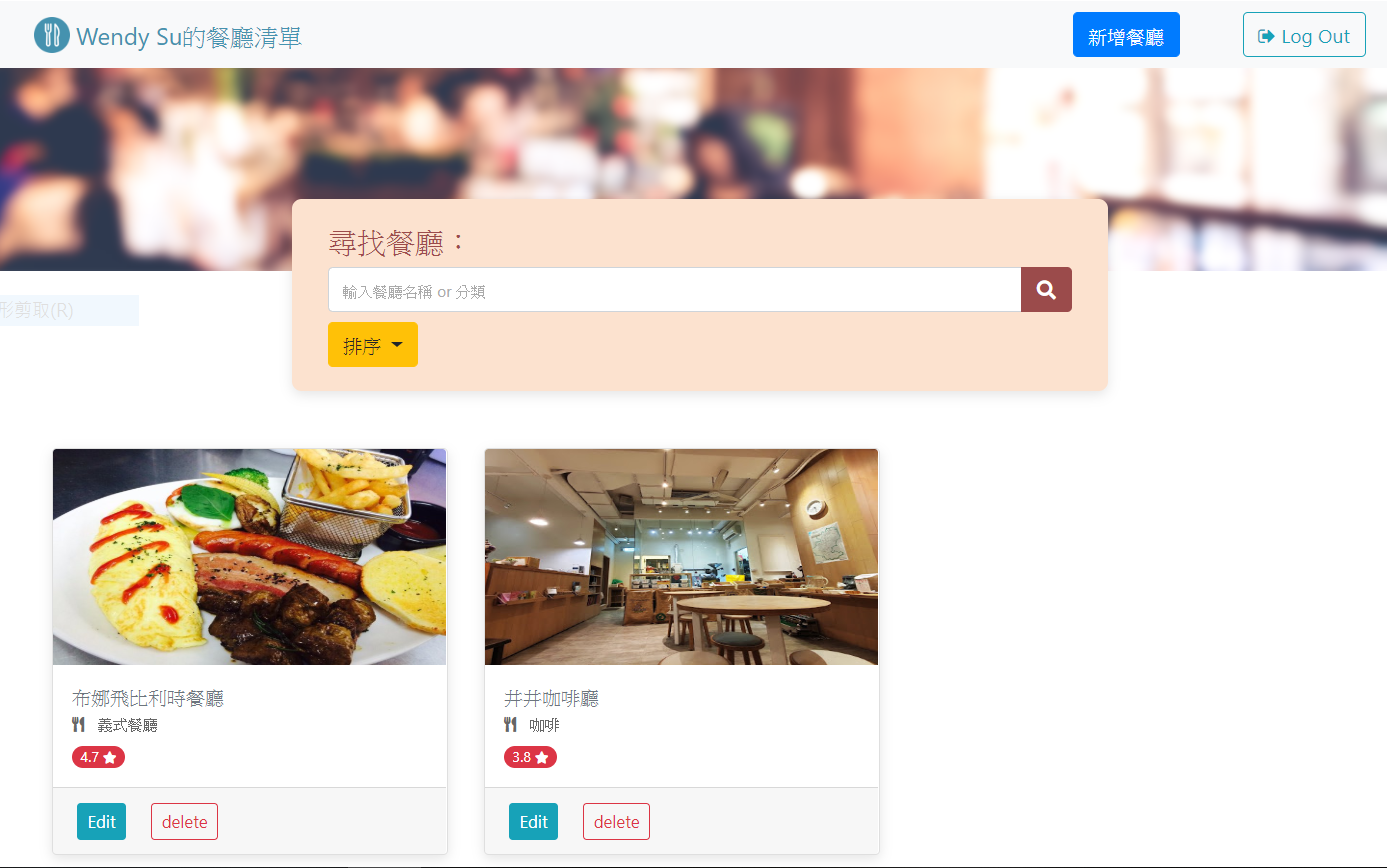 Wendy Su的餐廳清單
新增餐廳
Log Out
尋找餐廳：
輸入餐廳名稱 or 分類
形剪取(R)
排序
布娜飛比利時餐廳
義式餐廳
4.7
Edit delete
井井咖啡廳
咖啡
3.8
Edit delete